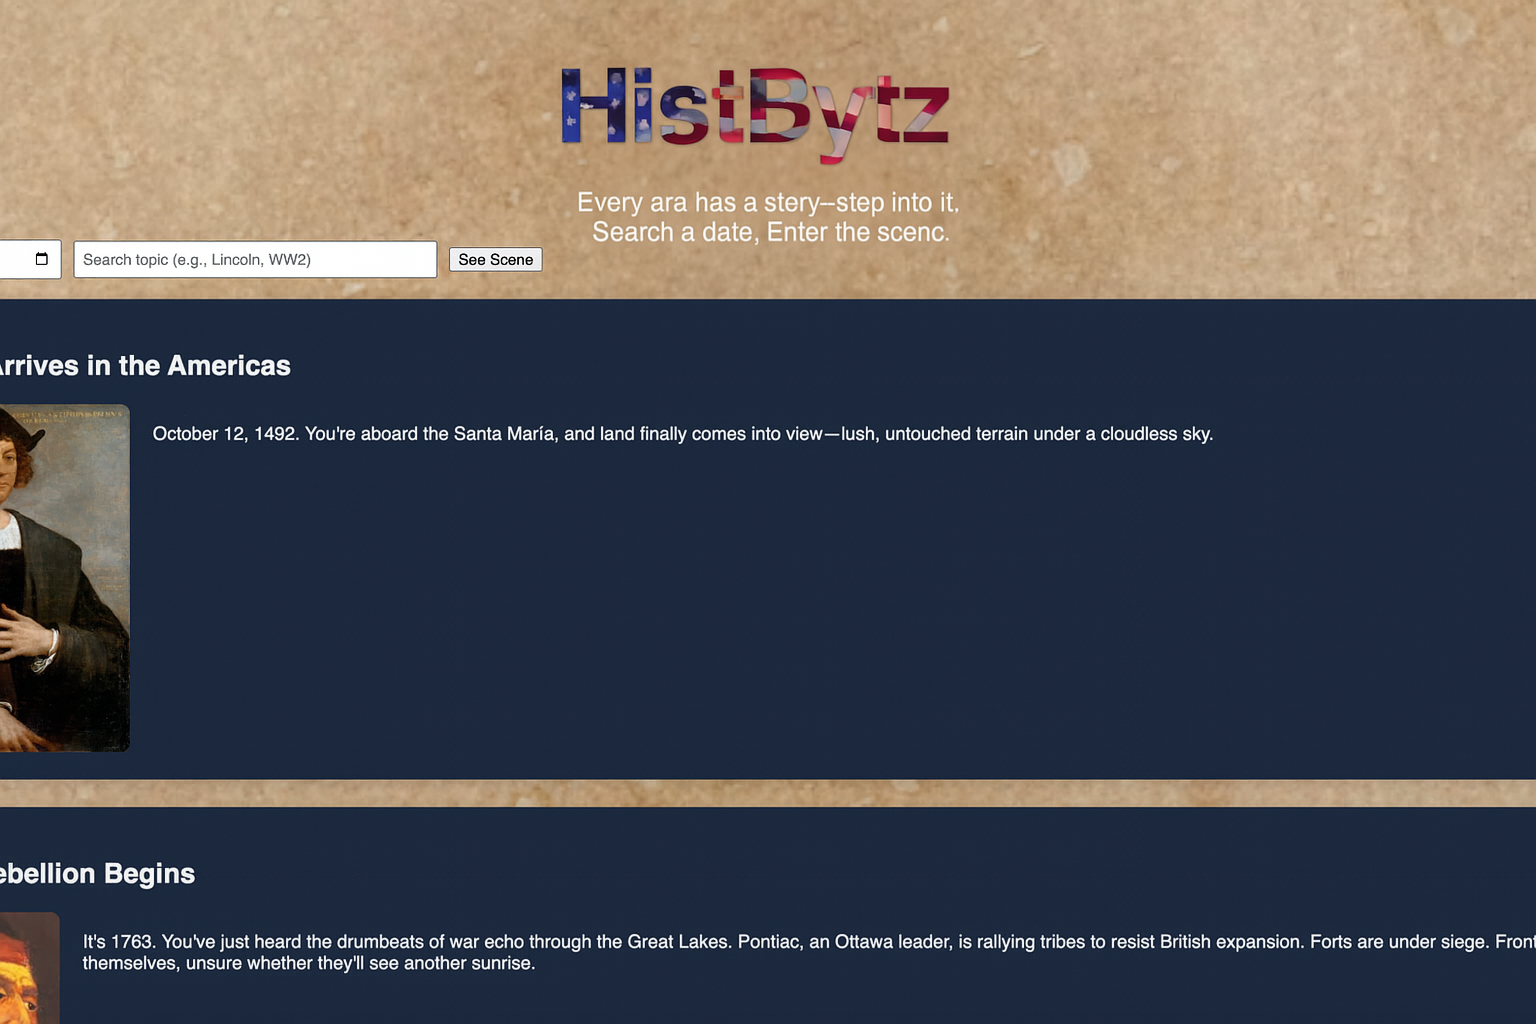 HistBytz
Every ara has a stery--step into it.
Search a date, Enter the scenc.
Search topic (e.g., Lincoln, WW2)
See Scene
Arrives in the Americas
October 12, 1492. You're aboard the Santa María, and land finally comes into view—lush, untouched terrain under a cloudless sky.
ebellion Begins
It's 1763. You've just heard the drumbeats of war echo through the Great Lakes. Pontiac, an Ottawa leader, is rallying tribes to resist British expansion. Forts are under siege. Front
themselves, unsure whether they'll see another sunrise.